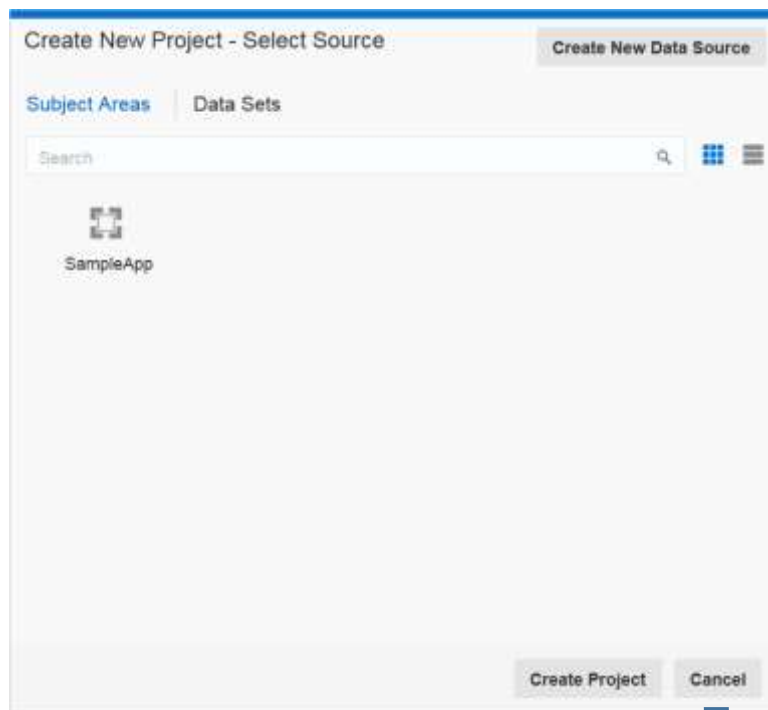 Create New Project - Select Source
Create New Data Source
Subject Areas
Data Sets
Search
SampleApp
Create Project
Cancel